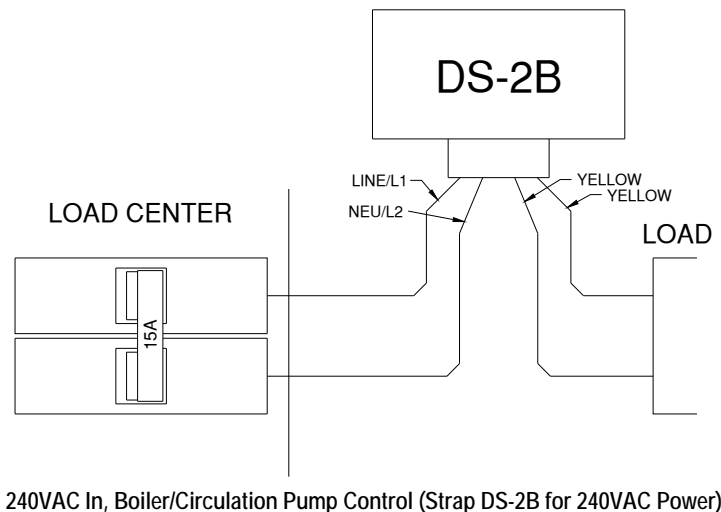 DS-2B
LINE/L1
YELLOW
YELLOW
NEU/L2
LOAD CENTER
LOAD
15A
240VAC In, Boiler/Circulation Pump Control (Strap DS-2B for 240VAC Power)